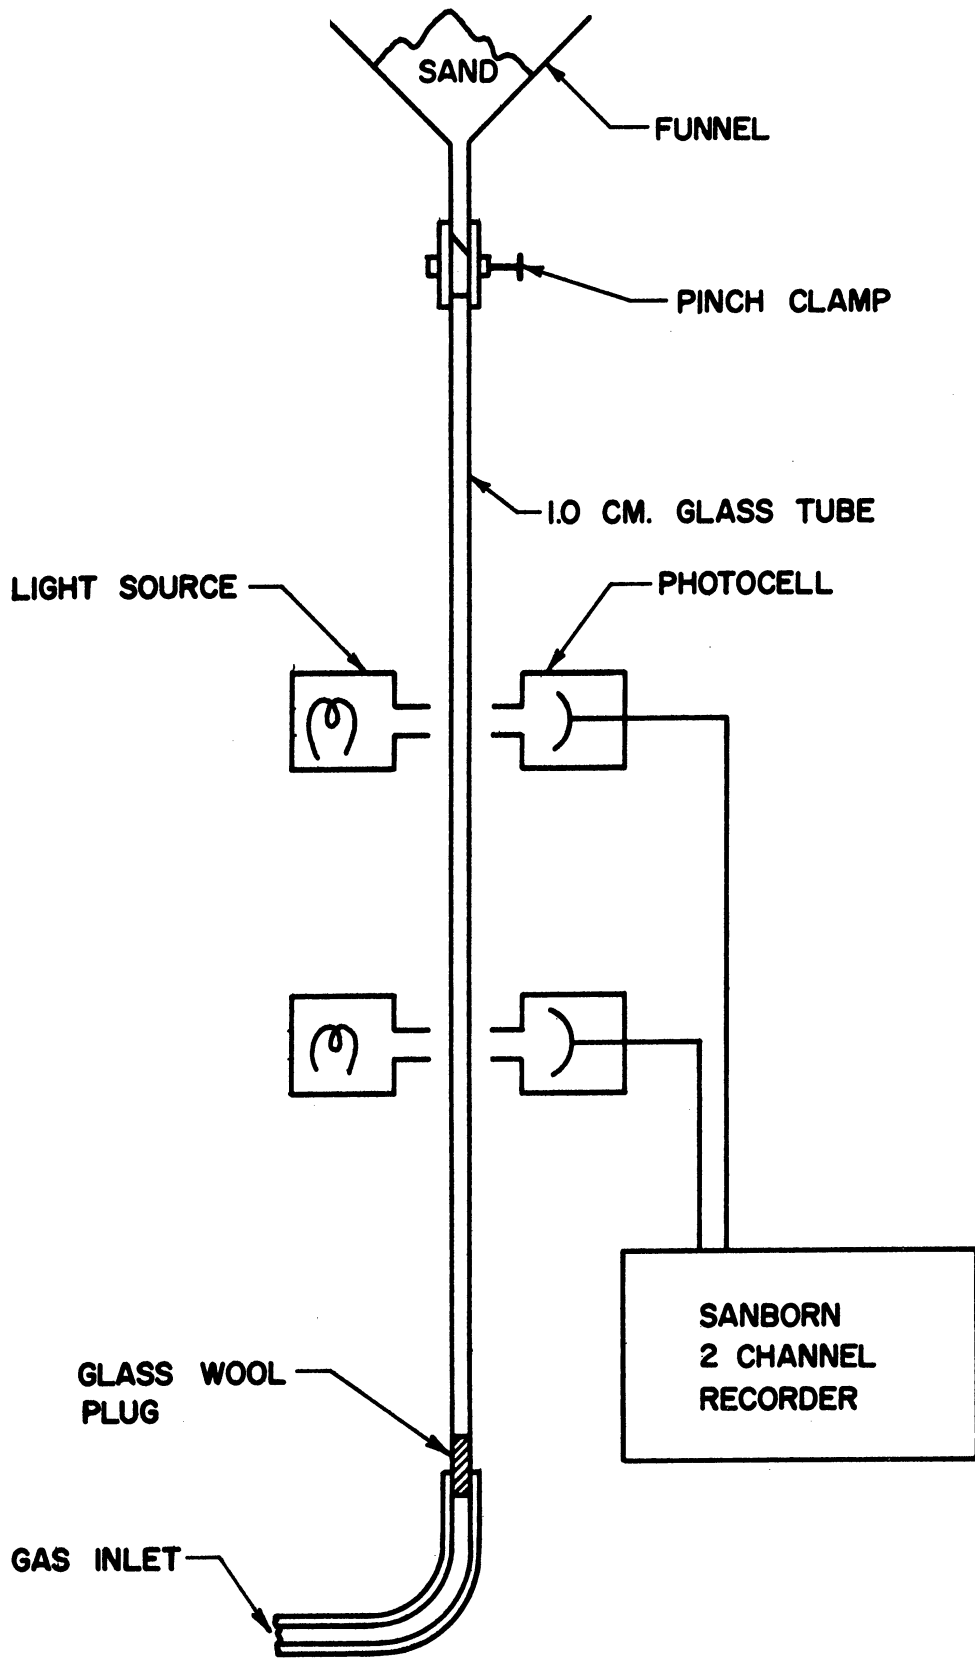 SAND
FUNNEL
PINCH CLAMP
1.0 CM. GLASS TUBE
LIGHT SOURCE
PHOTOCELL
SANBORN
2 CHANNEL
RECORDER
GLASS WOOL
PLUG
GAS INLET